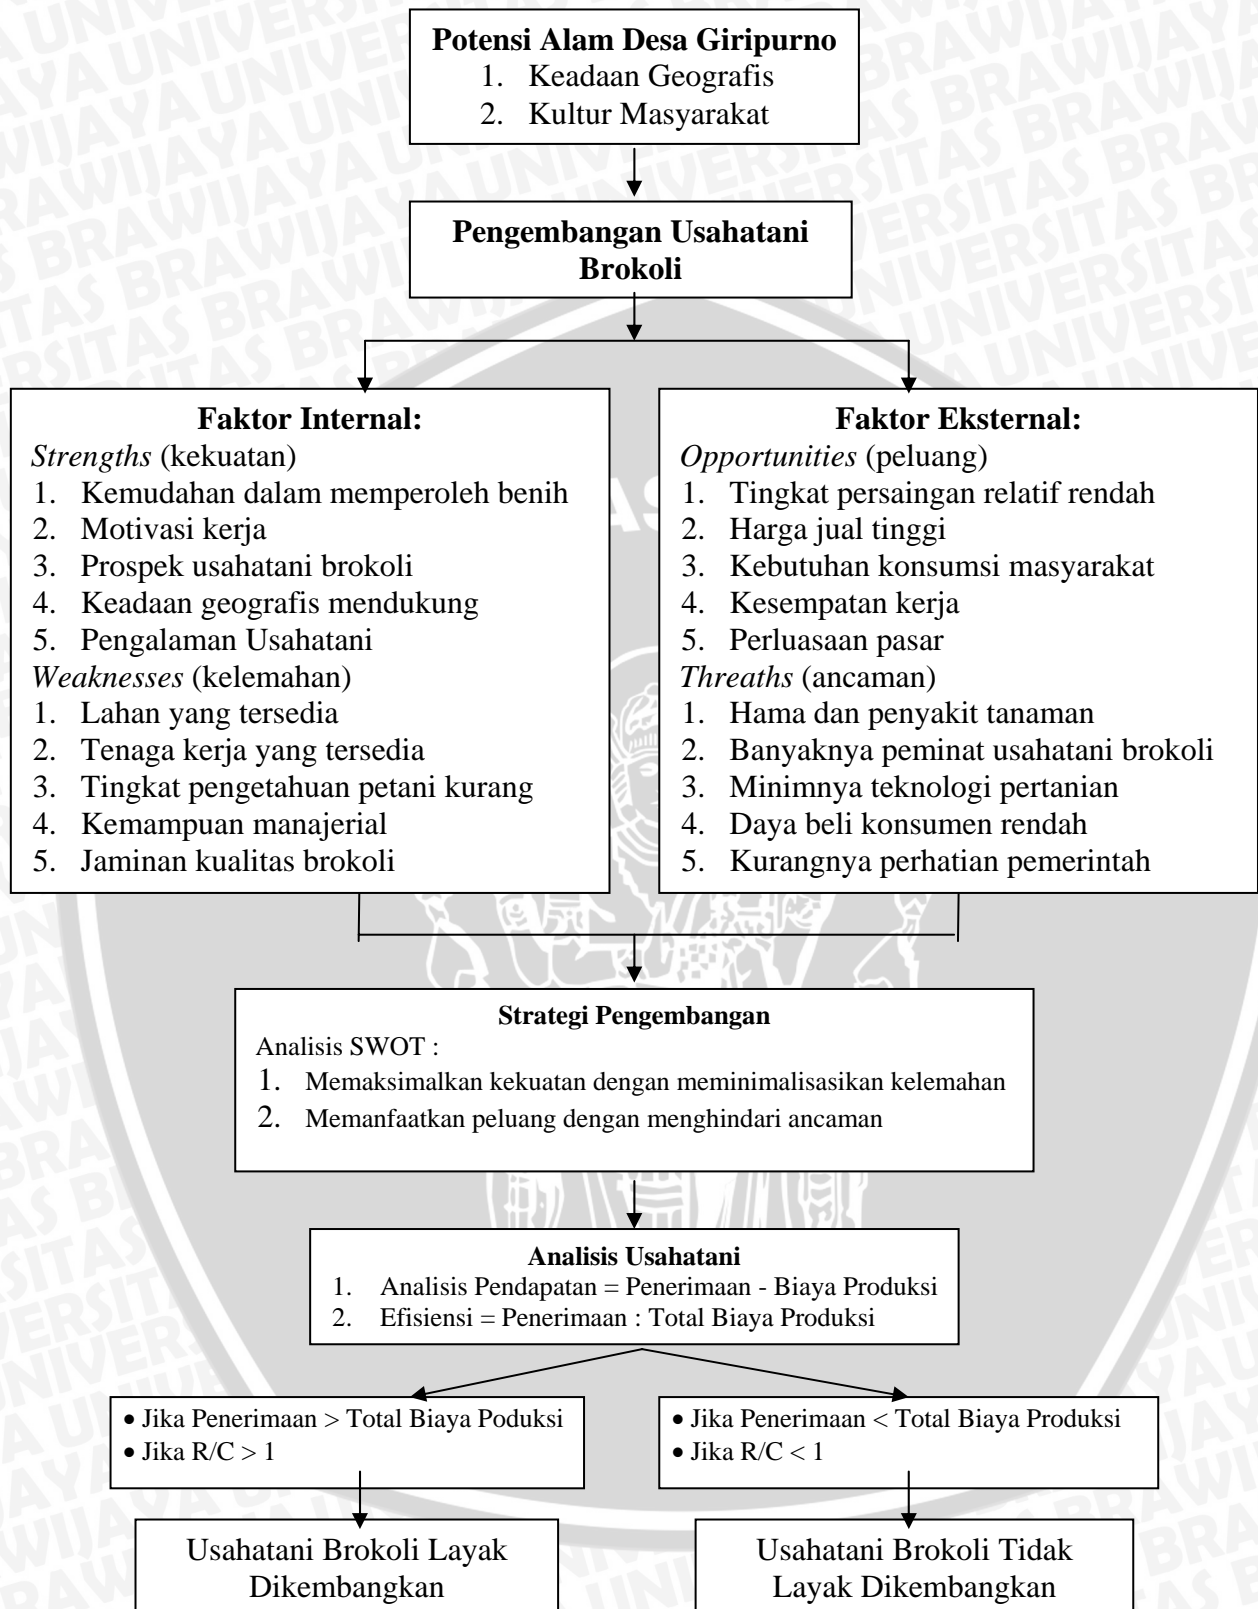 Potensi Alam Desa Giripurno
1. Keadaan Geografis
2. Kultur Masyarakat
Pengembangan Usahatani
Brokoli
Faktor Internal:
Strengths (kekuatan)
1. Kemudahan dalam memperoleh benih
2. Motivasi kerja
3. Prospek usahatani brokoli
4. Keadaan geografis mendukung
5. Pengalaman Usahatani
Weaknesses (kelemahan)
1. Lahan yang tersedia
2. Tenaga kerja yang tersedia
3. Tingkat pengetahuan petani kurang
4. Kemampuan manajerial
5. Jaminan kualitas brokoli
Faktor Eksternal:
Opportunities (peluang)
1. Tingkat persaingan relatif rendah
2. Harga jual tinggi
3. Kebutuhan konsumsi masyarakat
4. Kesempatan kerja
5. Perluasaan pasar
Threaths (ancaman)
1. Hama dan penyakit tanaman
2. Banyaknya peminat usahatani brokoli
3. Minimnya teknologi pertanian
4. Daya beli konsumen rendah
5. Kurangnya perhatian pemerintah
Strategi Pengembangan
Analisis SWOT :
1. Memaksimalkan kekuatan dengan meminimalisasikan kelemahan
2. Memanfaatkan peluang dengan menghindari ancaman
Analisis Usahatani
1. Analisis Pendapatan = Penerimaan - Biaya Produksi
2. Efisiensi = Penerimaan : Total Biaya Produksi
• Jika Penerimaan > Total Biaya Poduksi
• Jika R/C > 1
• Jika Penerimaan < Total Biaya Produksi
• Jika R/C < 1
Usahatani Brokoli Layak
Dikembangkan
Usahatani Brokoli Tidak
Layak Dikembangkan